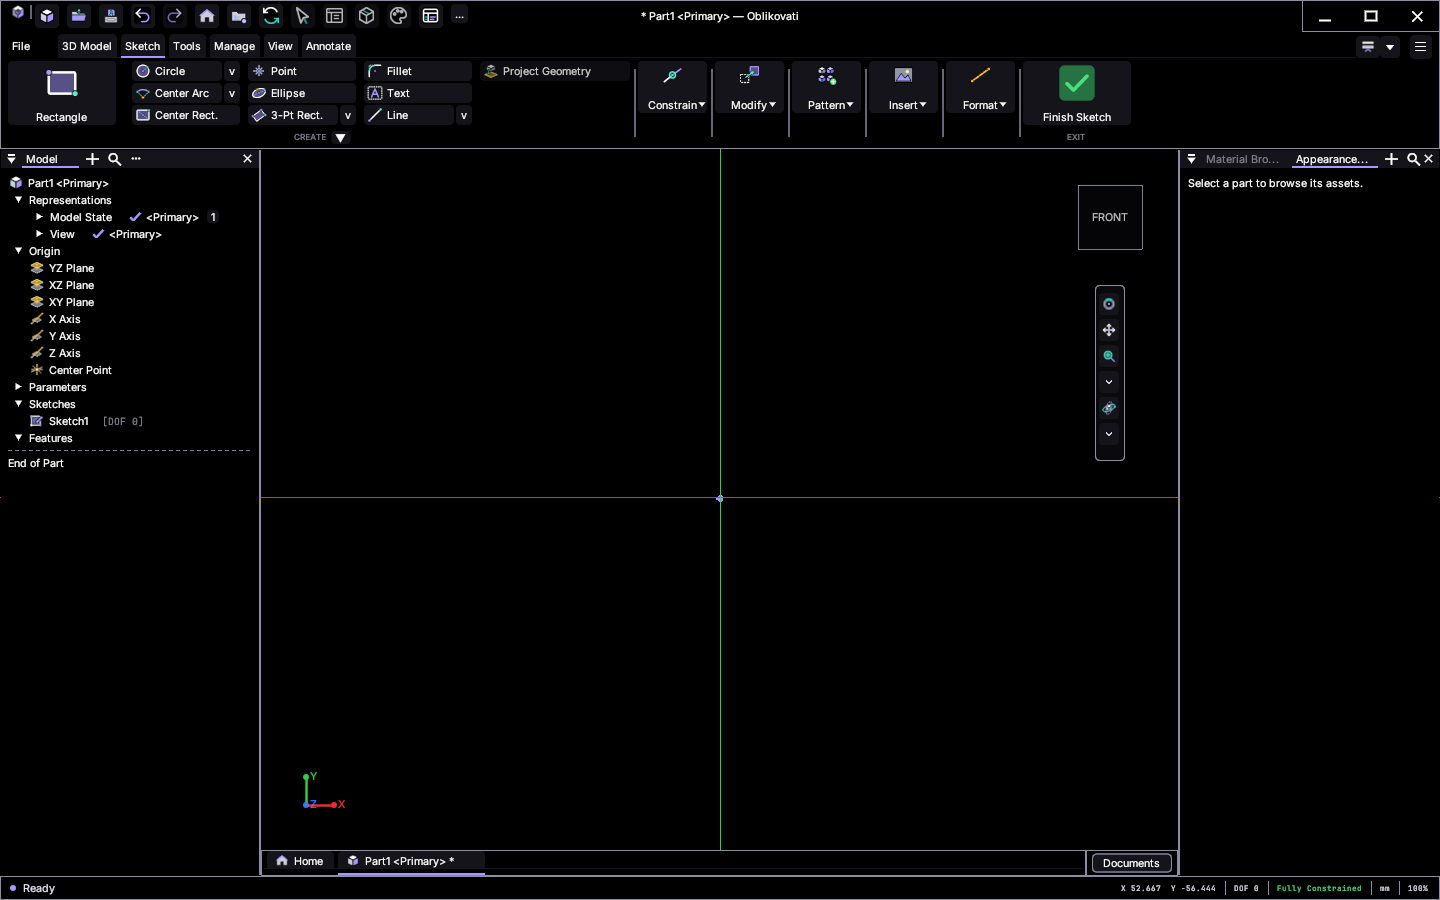 * Part1 <Primary> — Oblikovati
File 3D Model Sketch Tools Manage View Annotate
Rectangle
Circle v
Center Arc v
Center Rect.
Point
Ellipse
3-Pt Rect. v
Fillet
Text
Line v
Project Geometry
CREATE
Constrain
Modify
Pattern
Insert
Format
Finish Sketch
EXIT
Model
Part1 <Primary>
Representations
Model State <Primary> 1
View <Primary>
Origin
YZ Plane
XZ Plane
XY Plane
X Axis
Y Axis
Z Axis
Center Point
Parameters
Sketches
Sketch1 [DOF 0]
Features
End of Part
FRONT
Y
Z X
Material Bro... Appearance...
Select a part to browse its assets.
Home Part1 <Primary> * Documents
Ready X 52.667 Y -56.444 DOF 0 Fully Constrained mm 100%